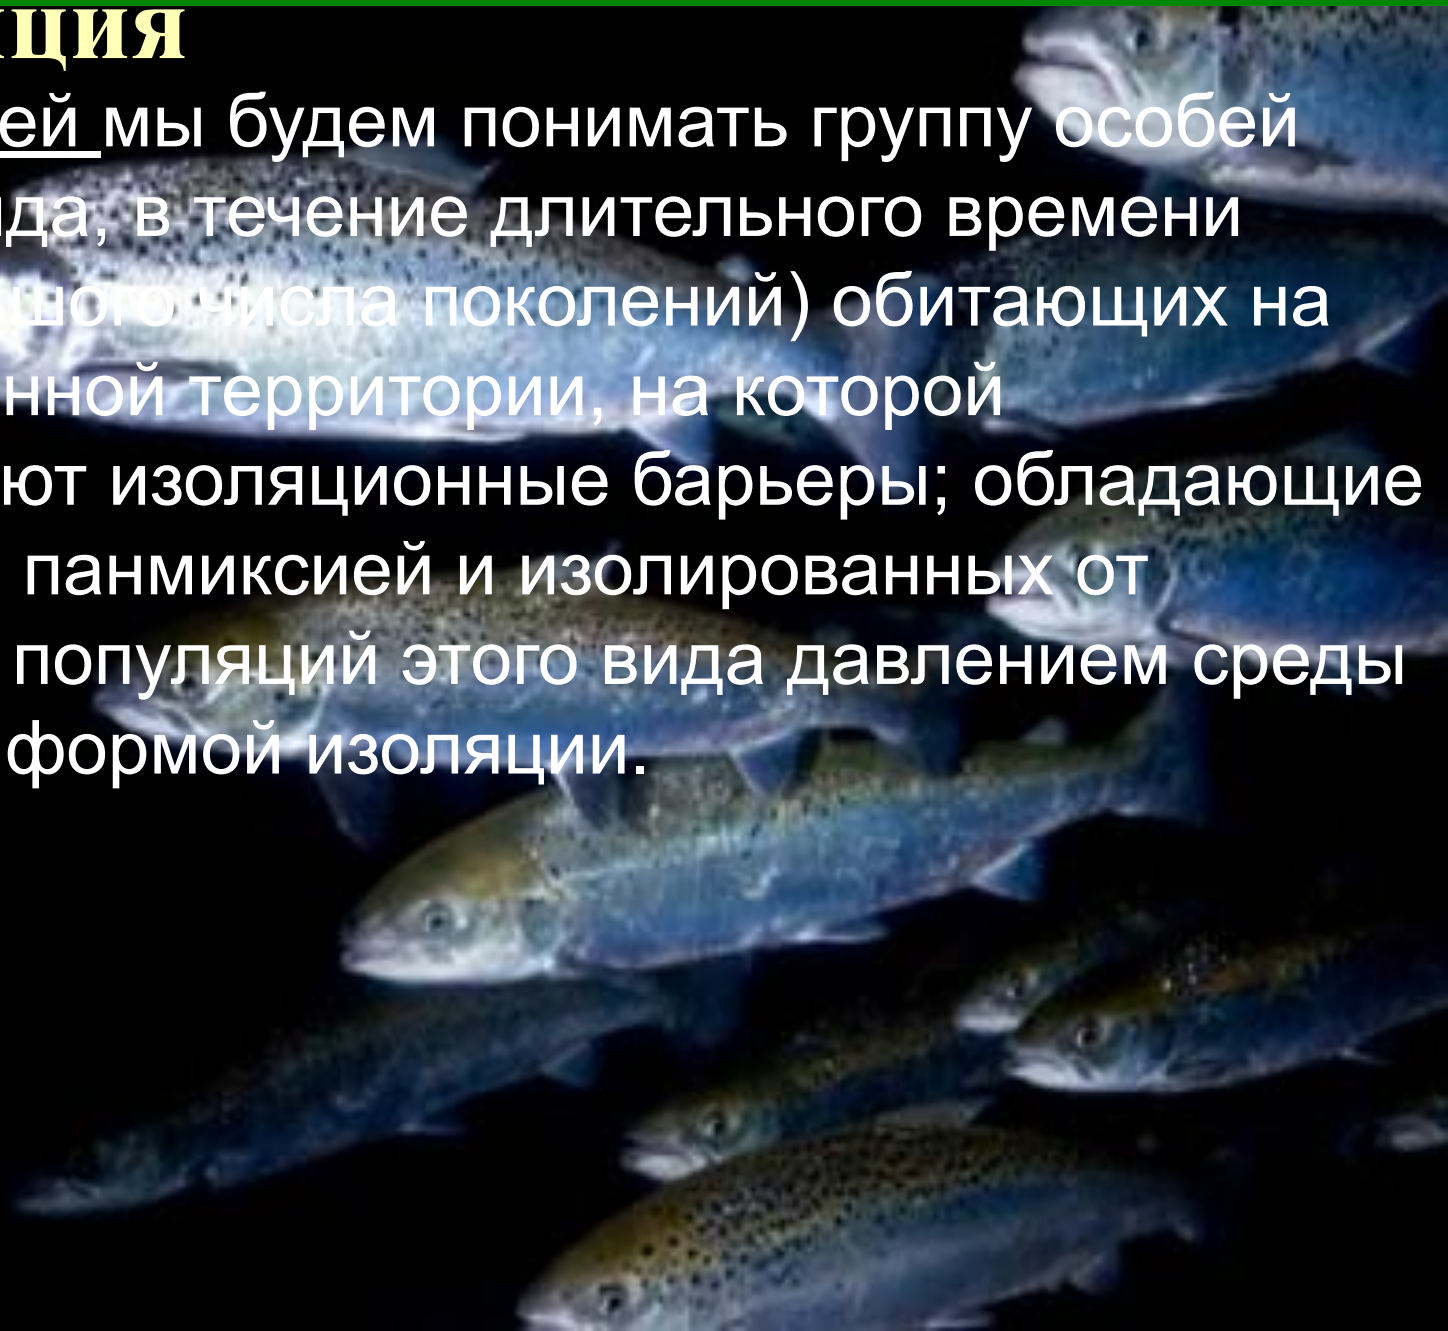 ция
ей мы будем понимать группу особей
да, в течение длительного времени
шого числа поколений) обитающих на
нной территории, на которой
ют изоляционные барьеры; обладающие
панмиксией и изолированных от
популяций этого вида давлением среды
формой изоляции.